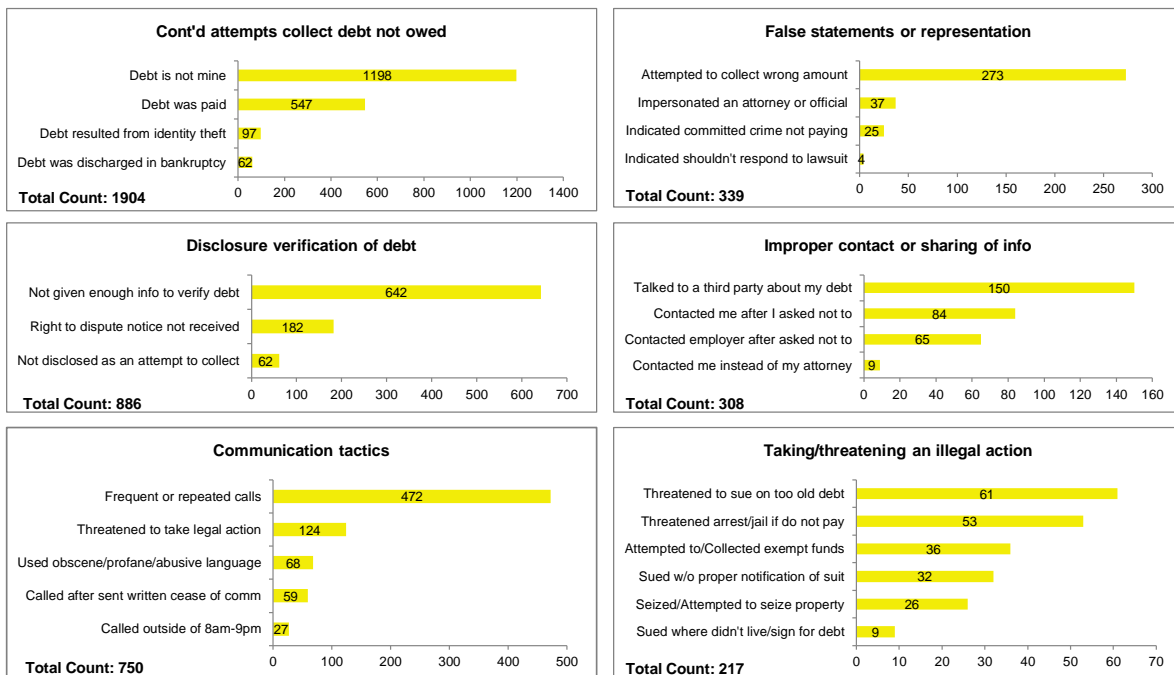 Cont'd attempts collect debt not owed
Debt is not mine
1198
Debt was paid
547
Debt resulted from identity theft
97
Debt was discharged in bankruptcy
62
0 200 400 600 800 1000 1200 1400
Total Count: 1904
False statements or representation
Attempted to collect wrong amount
273
Impersonated an attorney or official
37
Indicated committed crime not paying
25
Indicated shouldn't respond to lawsuit
4
0 50 100 150 200 250 300
Total Count: 339
Disclosure verification of debt
Not given enough info to verify debt
642
Right to dispute notice not received
182
Not disclosed as an attempt to collect
62
0 100 200 300 400 500 600 700
Total Count: 886
Improper contact or sharing of info
Talked to a third party about my debt
150
Contacted me after I asked not to
84
Contacted employer after asked not to
65
Contacted me instead of my attorney
9
0 20 40 60 80 100 120 140 160
Total Count: 308
Communication tactics
Frequent or repeated calls
472
Threatened to take legal action
124
Used obscene/profane/abusive language
68
Called after sent written cease of comm
59
Called outside of 8am-9pm
27
0 100 200 300 400 500
Total Count: 750
Taking/threatening an illegal action
Threatened to sue on too old debt
61
Threatened arrest/jail if do not pay
53
Attempted to/Collected exempt funds
36
Sued w/o proper notification of suit
32
Seized/Attempted to seize property
26
Sued where didn't live/sign for debt
9
0 10 20 30 40 50 60 70
Total Count: 217